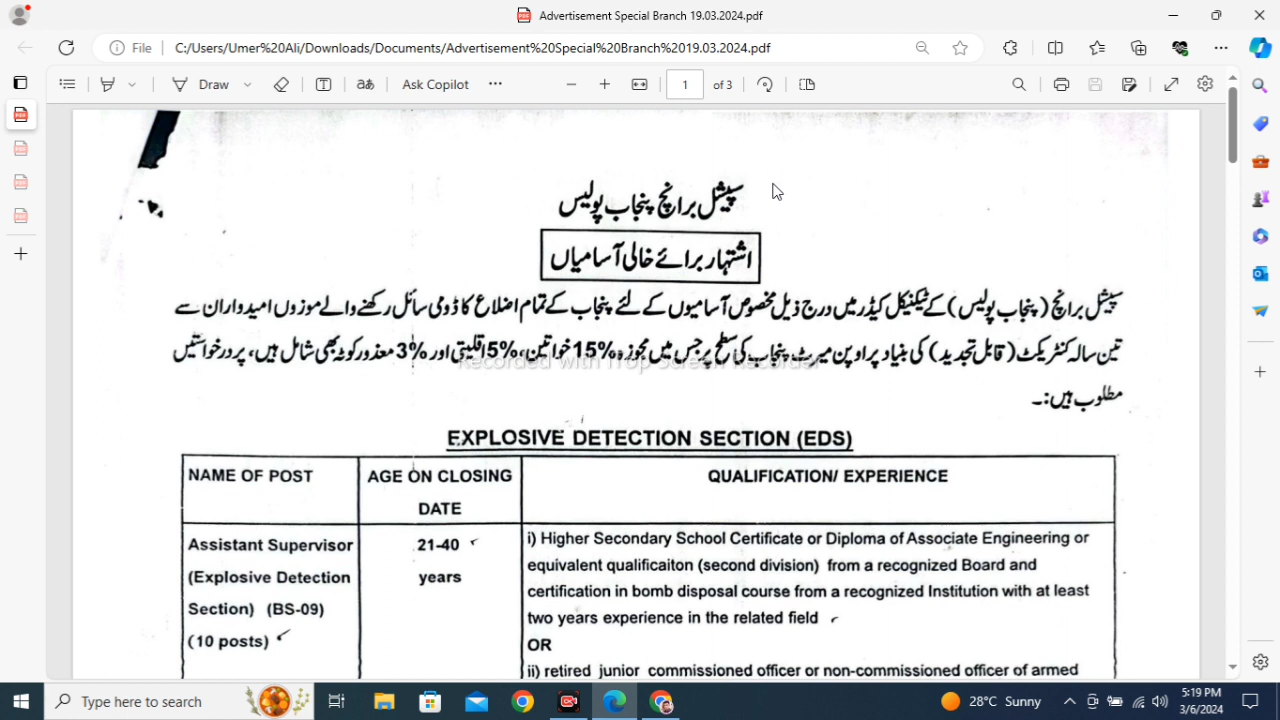 Advertisement Special Branch 19.03.2024.pdf
File
C:/Users/Umer%20Ali/Downloads/Documents/Advertisement%20Special%20Branch%2019.03.2024.pdf
Draw
aあ
Ask Copilot
1 of 3
سپیشل برانچ پنجاب پولیس
اشتہار برائے خالی آسامیاں
سپیشل برانچ (پنجاب پولیس) کے ٹیکنیکل کیڈر میں درج ذیل مخصوص آسامیوں کے لئے پنجاب کے تمام اضلاع کا ڈومی سائل رکھنے والے موزوں امیدواران سے
تین سالہ کنٹریکٹ (قابل تجدید) کی بنیاد پر اوپن میرٹ، پنجاب کی سطح پر جس میں مجوزہ 15% خواتین، 5% اقلیتی اور 3% معذور کوٹہ بھی شامل ہیں، پر درخواستیں
مطلوب ہیں:۔
Recorded with iTop Screen Recorder
EXPLOSIVE DETECTION SECTION (EDS)
NAME OF POST
AGE ON CLOSING
DATE
QUALIFICATION/ EXPERIENCE
Assistant Supervisor
(Explosive Detection
Section) (BS-09)
(10 posts)
21-40
years
i) Higher Secondary School Certificate or Diploma of Associate Engineering or
equivalent qualificaiton (second division) from a recognized Board and
certification in bomb disposal course from a recognized Institution with at least
two years experience in the related field
OR
ii) retired junior commissioned officer or non-commissioned officer of armed
Type here to search
28°C Sunny
5:19 PM
3/6/2024